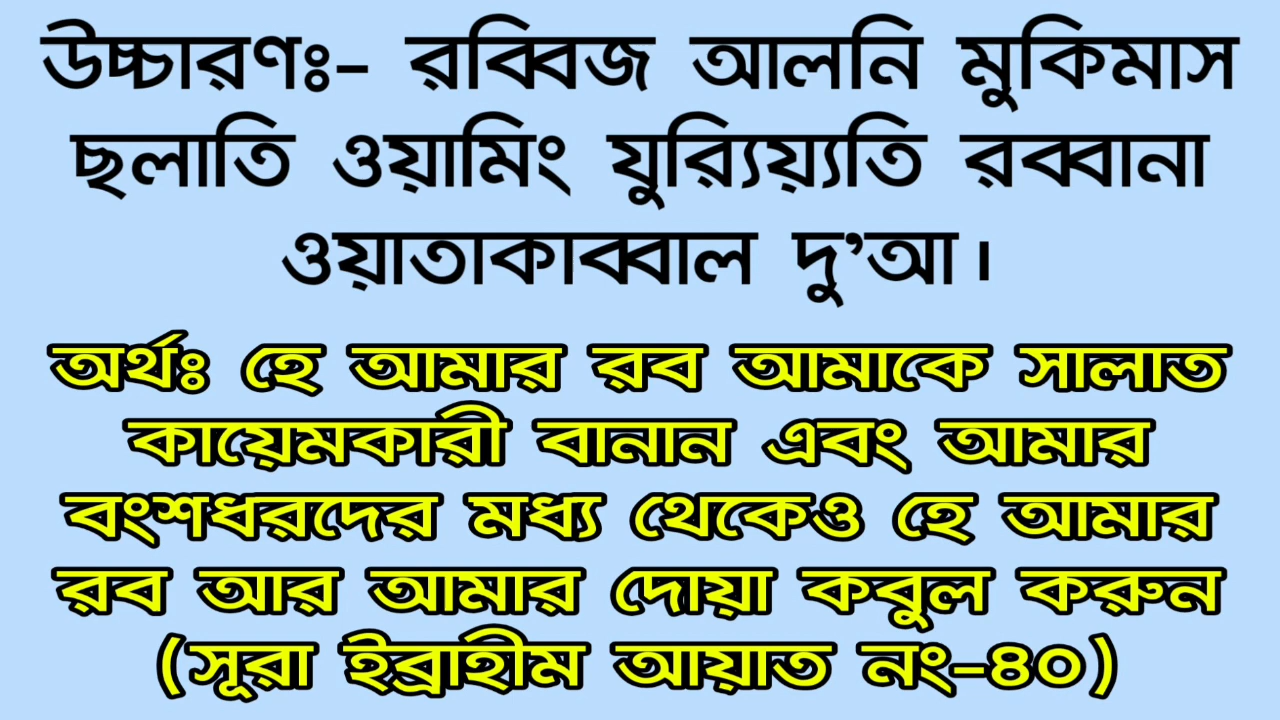 উচ্চারণঃ- রব্বিজ আলনি মুকিমাস
ছলাতি ওয়ামিং যুর‍্যিয়্যতি রব্বানা
ওয়াতাকাব্বাল দু’আ।
অর্থঃ হে আমার রব আমাকে সালাত
কায়েমকারী বানান এবং আমার
বংশধরদের মধ্য থেকেও হে আমার
রব আর আমার দোয়া কবুল করুন
(সূরা ইব্রাহীম আয়াত নং-৪০)